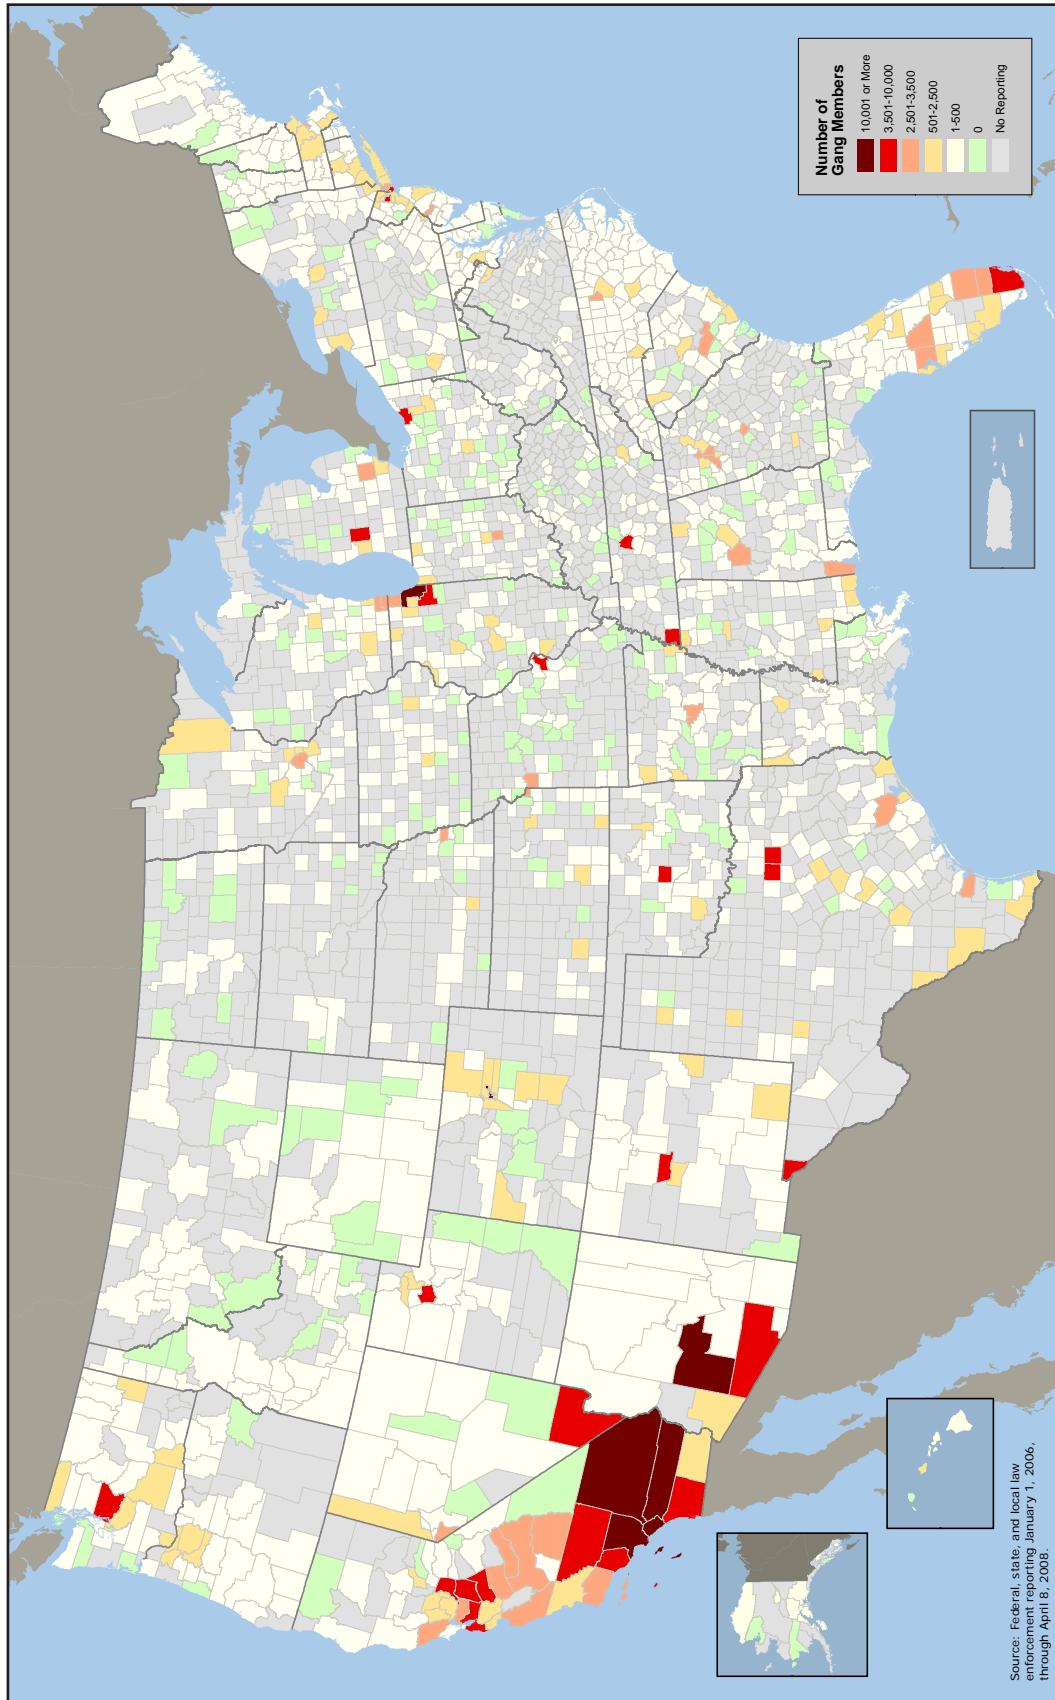 Number of
Gang Members
10,001 or More
3,501-10,000
2,501-3,500
501-2,500
1-500
0
No Reporting
Source: Federal, state, and local law
enforcement reporting January 1, 2006,
through April 8, 2008.